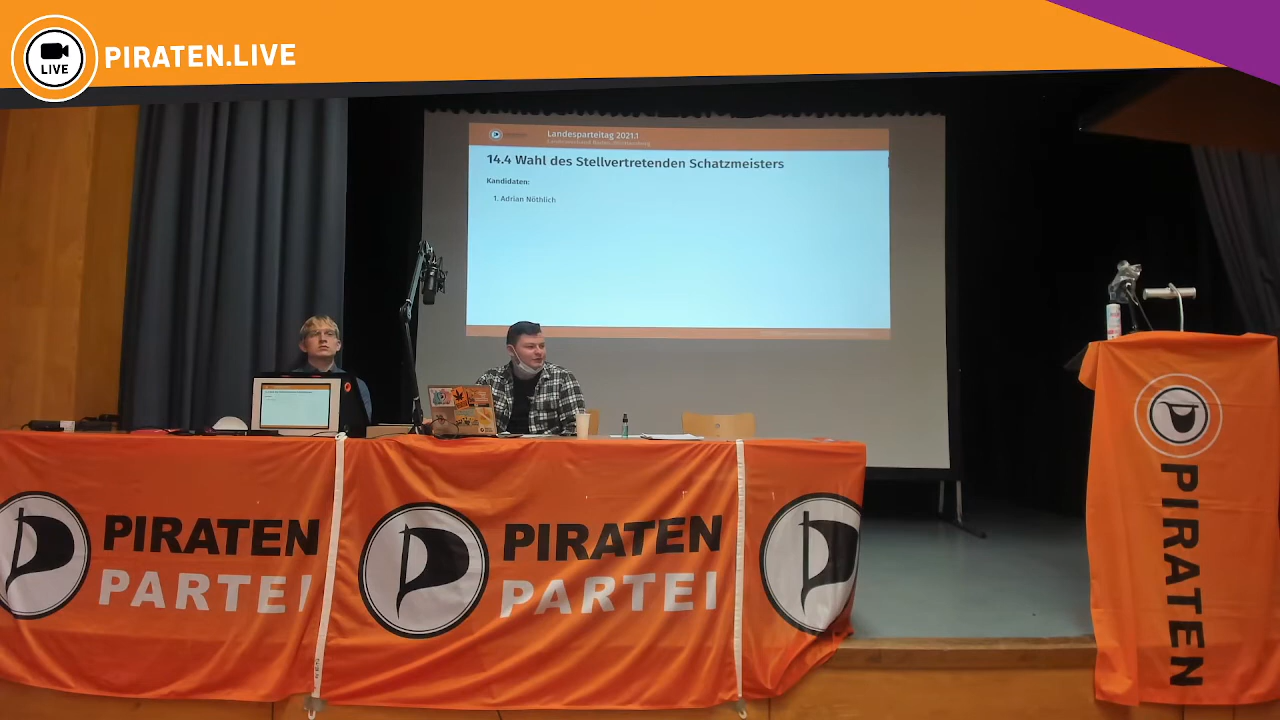 LIVE
PIRATEN.LIVE
Landesparteitag 2021.1
14.4 Wahl des Stellvertretenden Schatzmeisters
Kandidaten:
1. Adrian Nöthlich
PIRATEN
PARTEI
PIRATEN
PARTEI
PIRATEN